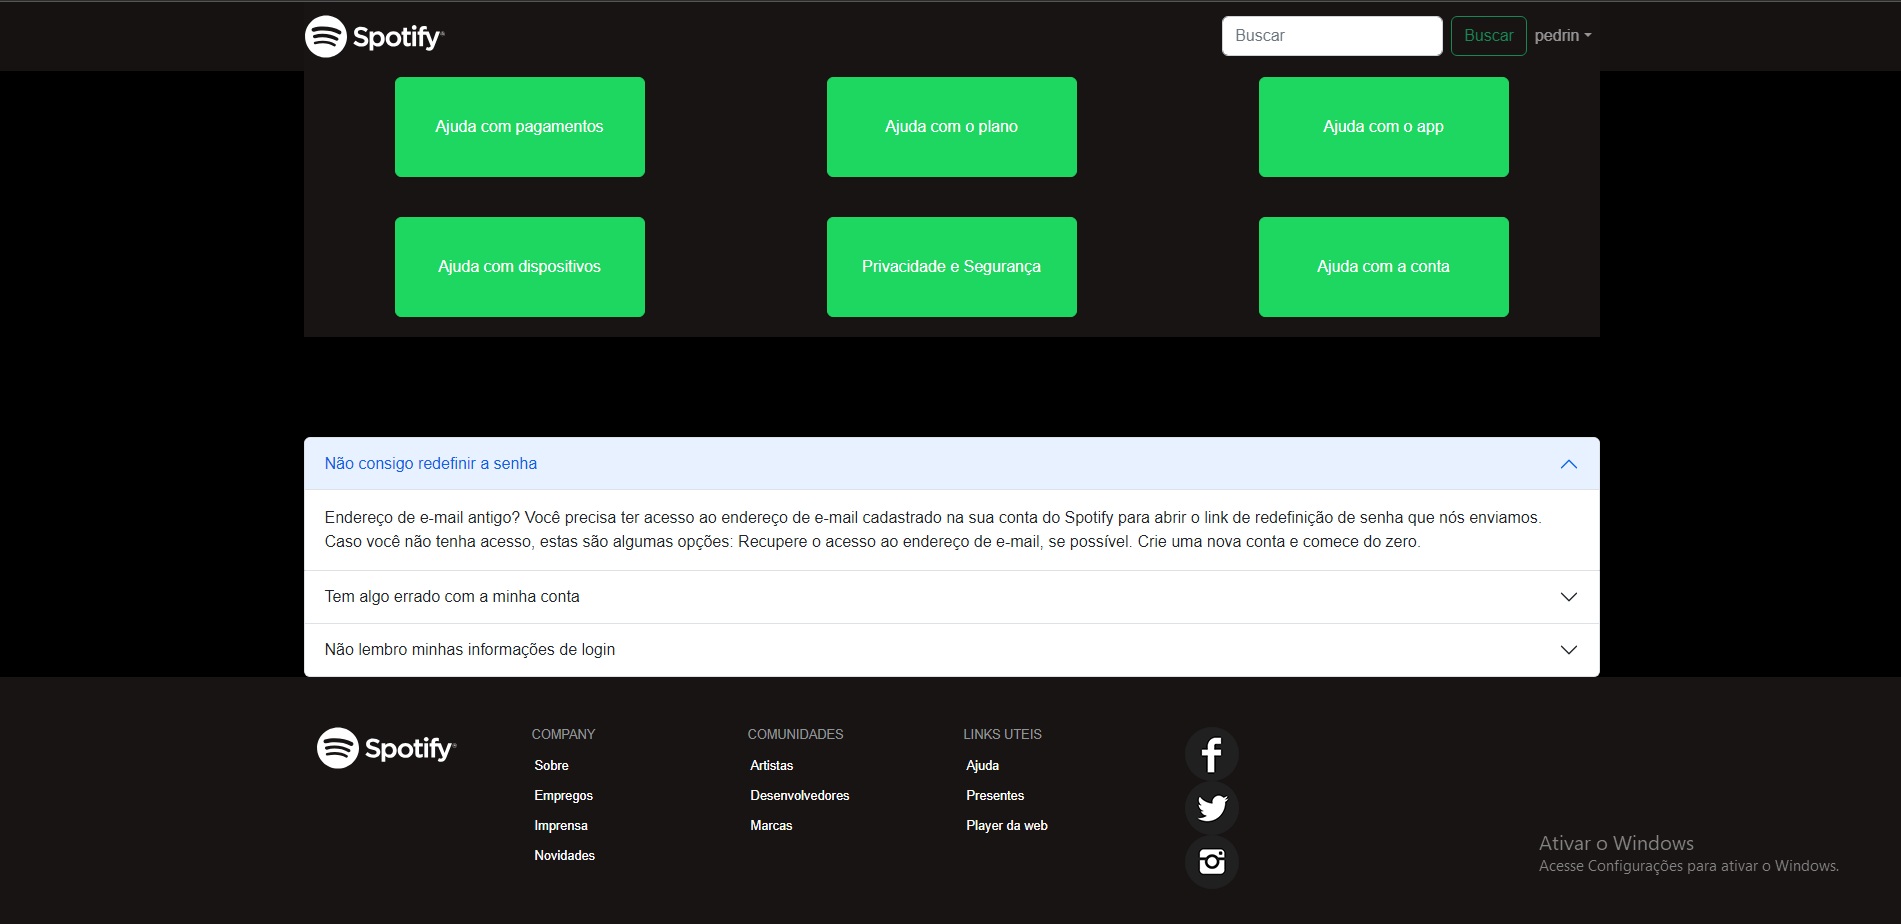 Spotify
Buscar
Buscar
pedrin
Ajuda com pagamentos
Ajuda com o plano
Ajuda com o app
Ajuda com dispositivos
Privacidade e Segurança
Ajuda com a conta
Não consigo redefinir a senha
Endereço de e-mail antigo? Você precisa ter acesso ao endereço de e-mail cadastrado na sua conta do Spotify para abrir o link de redefinição de senha que nós enviamos.
Caso você não tenha acesso, estas são algumas opções: Recupere o acesso ao endereço de e-mail, se possível. Crie uma nova conta e comece do zero.
Tem algo errado com a minha conta
Não lembro minhas informações de login
Spotify
COMPANY
Sobre
Empregos
Imprensa
Novidades
COMUNIDADES
Artistas
Desenvolvedores
Marcas
LINKS UTEIS
Ajuda
Presentes
Player da web
Ativar o Windows
Acesse Configurações para ativar o Windows.